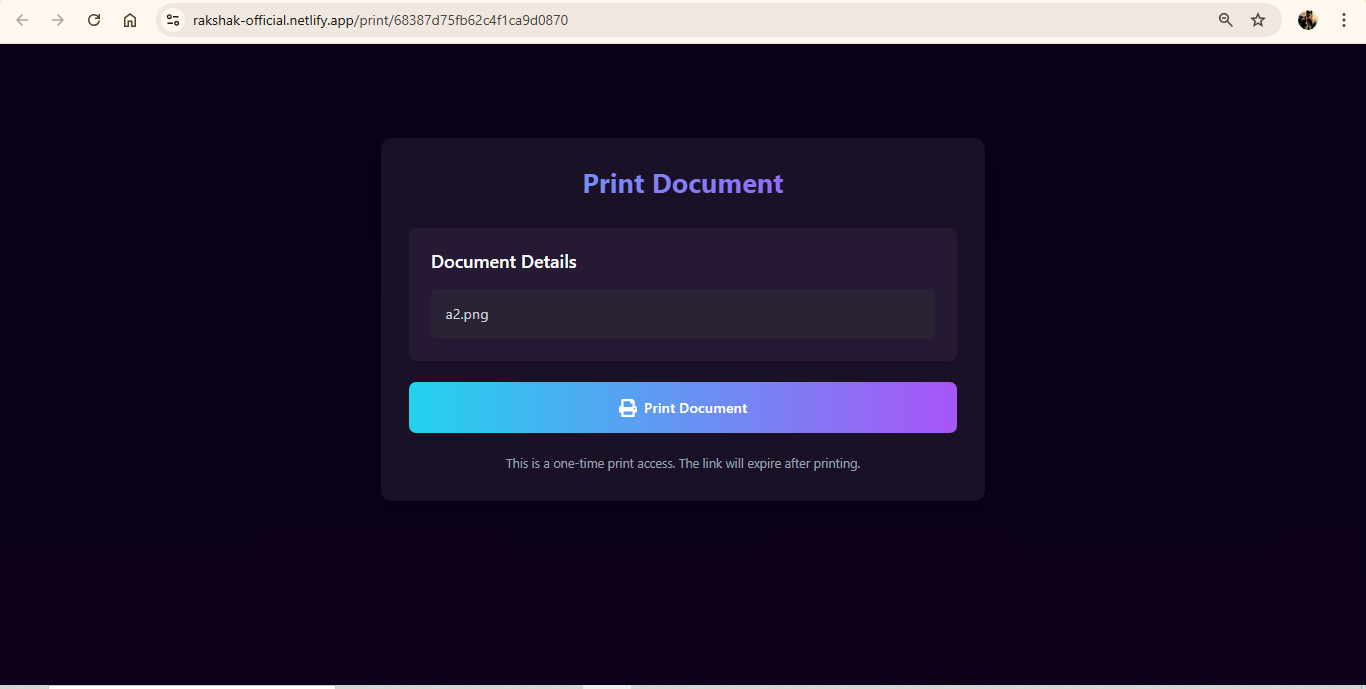 rakshak-official.netlify.app/print/68387d75fb62c4f1ca9d0870
Print Document
Document Details
a2.png
Print Document
This is a one-time print access. The link will expire after printing.